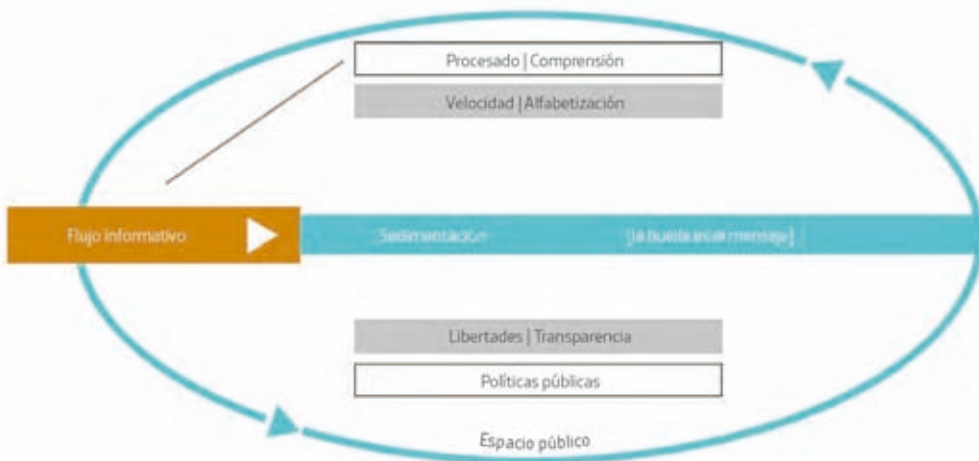 Procesado | Comprensión
Velocidad | Alfabetización
Flujo informativo
Sedimentación
[la huella es el mensaje]
Libertades | Transparencia
Políticas públicas
Espacio público